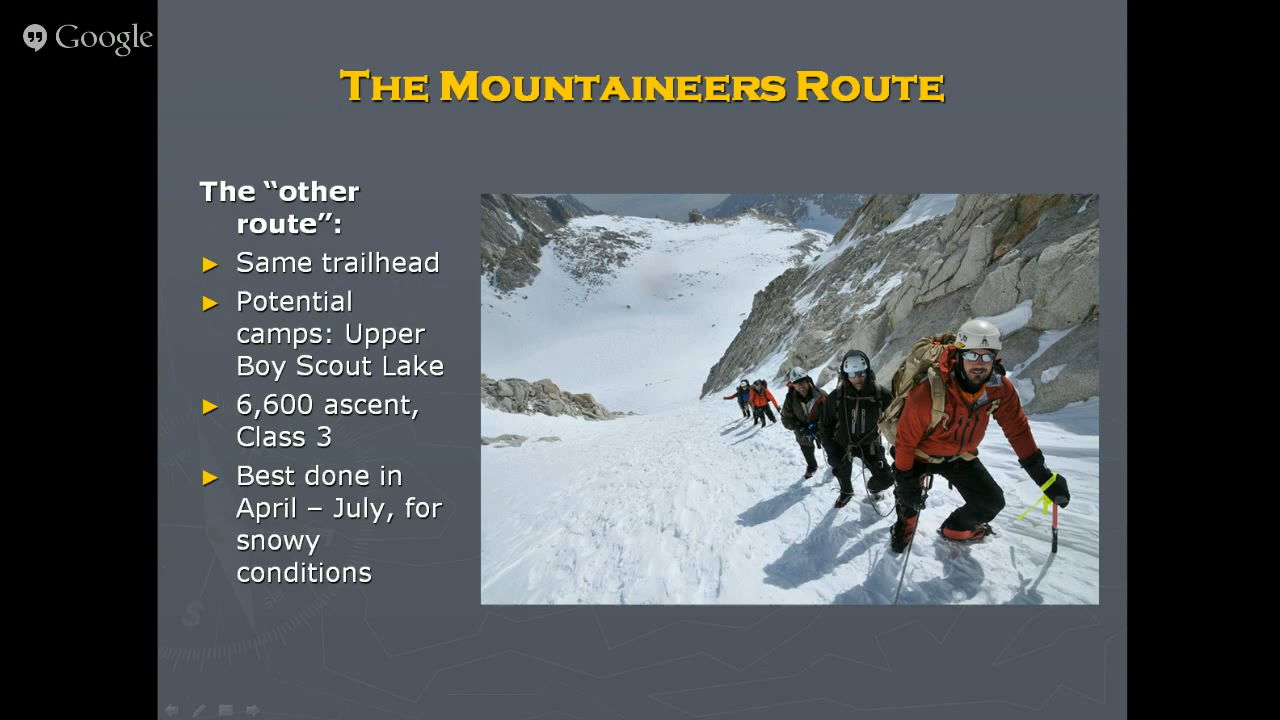 Google
The Mountaineers Route
The “other
route”:
► Same trailhead
► Potential
camps: Upper
Boy Scout Lake
► 6,600 ascent,
Class 3
► Best done in
April – July, for
snowy
conditions
S